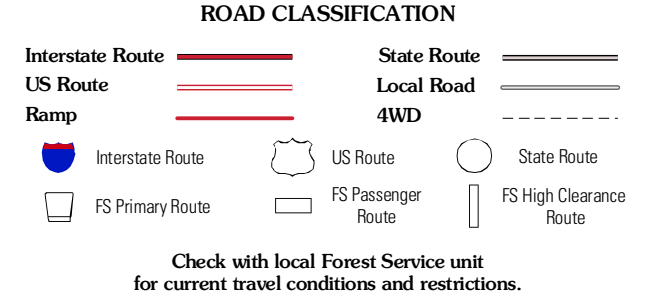 ROAD CLASSIFICATION
Interstate Route
State Route
US Route
Local Road
Ramp
4WD
Interstate Route
US Route
State Route
FS Primary Route
FS Passenger
Route
FS High Clearance
Route
Check with local Forest Service unit
for current travel conditions and restrictions.